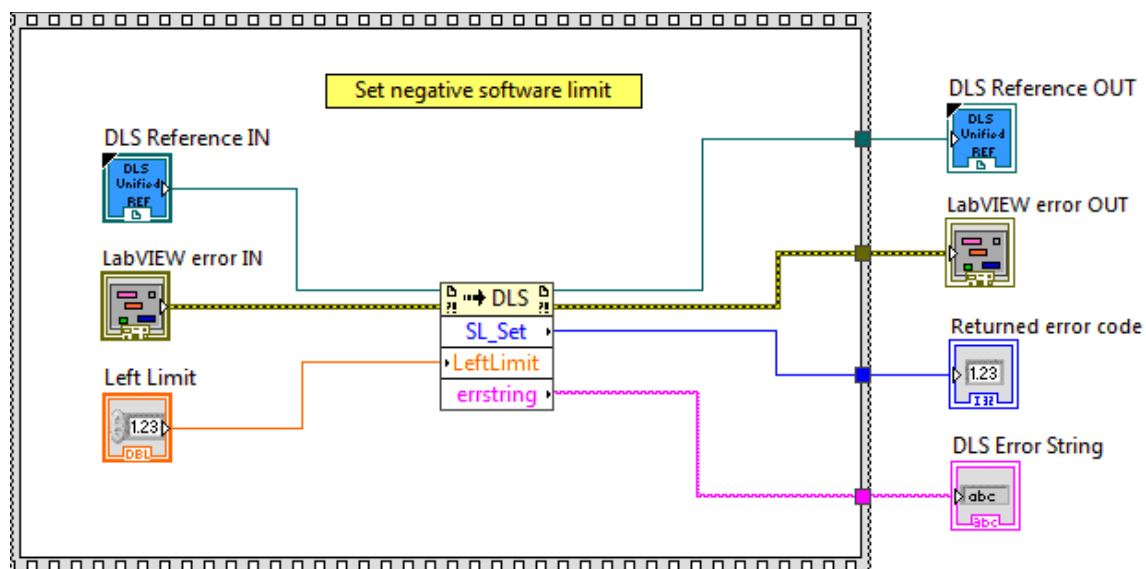 Set negative software limit
DLS Reference OUT
DLS
Unified
REF
DLS Reference IN
DLS
Unified
REF
LabVIEW error OUT
LabVIEW error IN
?! DLS ?!
SL_Set
LeftLimit
errstring
Returned error code
1.23
I32
Left Limit
1.23
DBL
DLS Error String
abc
abc